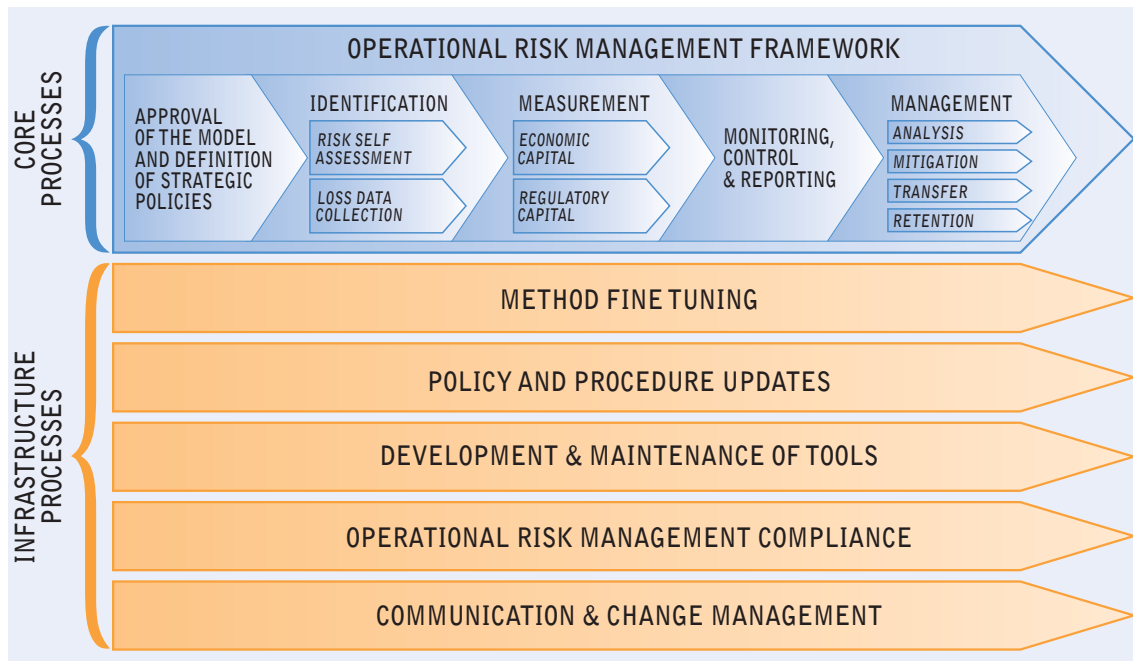 CORE
PROCESSES
OPERATIONAL RISK MANAGEMENT FRAMEWORK
APPROVAL
OF THE MODEL
AND DEFINITION
OF STRATEGIC
POLICIES
IDENTIFICATION
RISK SELF
ASSESSMENT
LOSS DATA
COLLECTION
MEASUREMENT
ECONOMIC
CAPITAL
REGULATORY
CAPITAL
MONITORING,
CONTROL
& REPORTING
MANAGEMENT
ANALYSIS
MITIGATION
TRANSFER
RETENTION
INFRASTRUCTURE
PROCESSES
METHOD FINE TUNING
POLICY AND PROCEDURE UPDATES
DEVELOPMENT & MAINTENANCE OF TOOLS
OPERATIONAL RISK MANAGEMENT COMPLIANCE
COMMUNICATION & CHANGE MANAGEMENT